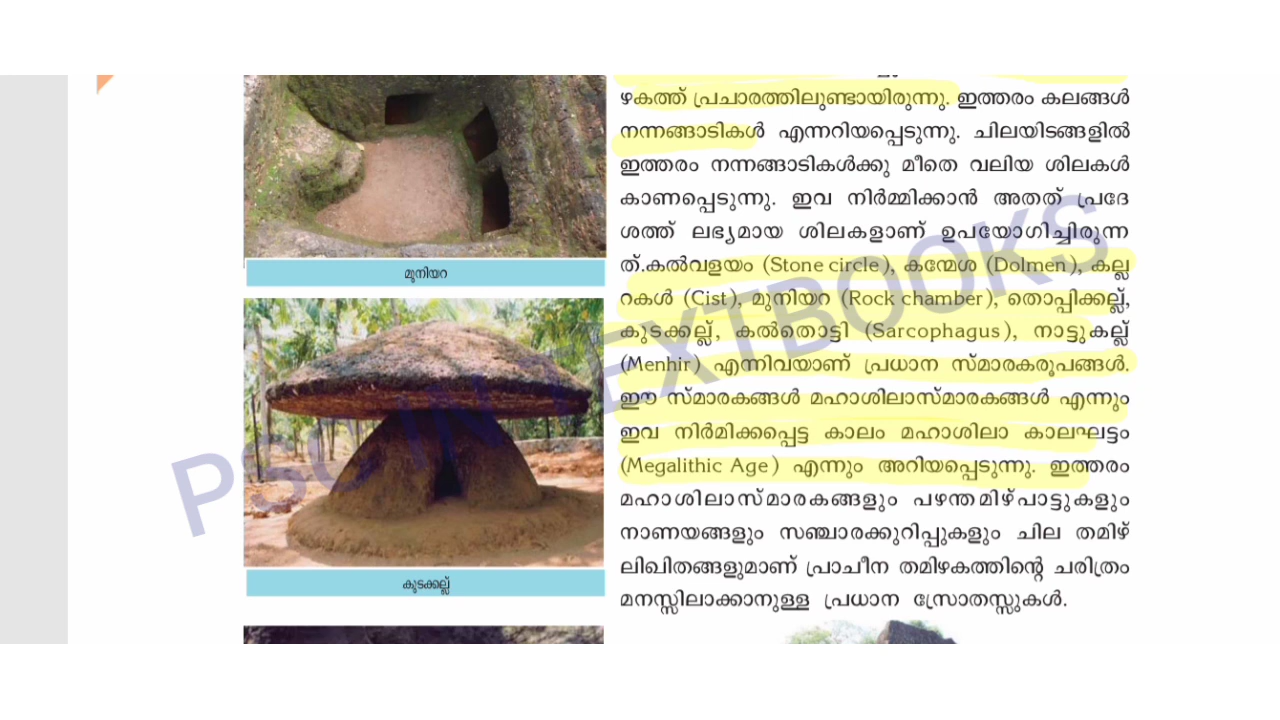 മുനിയറ
കുടക്കല്ല്
ഴകത്ത് പ്രചാരത്തിലുണ്ടായിരുന്നു. ഇത്തരം കലങ്ങൾ
നന്നങ്ങാടികൾ എന്നറിയപ്പെടുന്നു. ചിലയിടങ്ങളിൽ
ഇത്തരം നന്നങ്ങാടികൾക്കു മീതെ വലിയ ശിലകൾ
കാണപ്പെടുന്നു. ഇവ നിർമ്മിക്കാൻ അതത് പ്രദേ
ശത്ത് ലഭ്യമായ ശിലകളാണ് ഉപയോഗിച്ചിരുന്ന
ത്.കൽവളയം (Stone circle), കന്മേശ (Dolmen), കല്ല
റകൾ (Cist), മുനിയറ (Rock chamber), തൊപ്പിക്കല്ല്,
കുടക്കല്ല്, കൽതൊട്ടി (Sarcophagus), നാട്ടുകല്ല്
(Menhir) എന്നിവയാണ് പ്രധാന സ്മാരകരൂപങ്ങൾ.
ഈ സ്മാരകങ്ങൾ മഹാശിലാസ്മാരകങ്ങൾ എന്നും
ഇവ നിർമിക്കപ്പെട്ട കാലം മഹാശിലാ കാലഘട്ടം
(Megalithic Age) എന്നും അറിയപ്പെടുന്നു. ഇത്തരം
മഹാശിലാസ്മാരകങ്ങളും പഴന്തമിഴ്പാട്ടുകളും
നാണയങ്ങളും സഞ്ചാരക്കുറിപ്പുകളും ചില തമിഴ്
ലിഖിതങ്ങളുമാണ് പ്രാചീന തമിഴകത്തിന്റെ ചരിത്രം
മനസ്സിലാക്കാനുള്ള പ്രധാന സ്രോതസ്സുകൾ.
PSC IN TEXTBOOKS